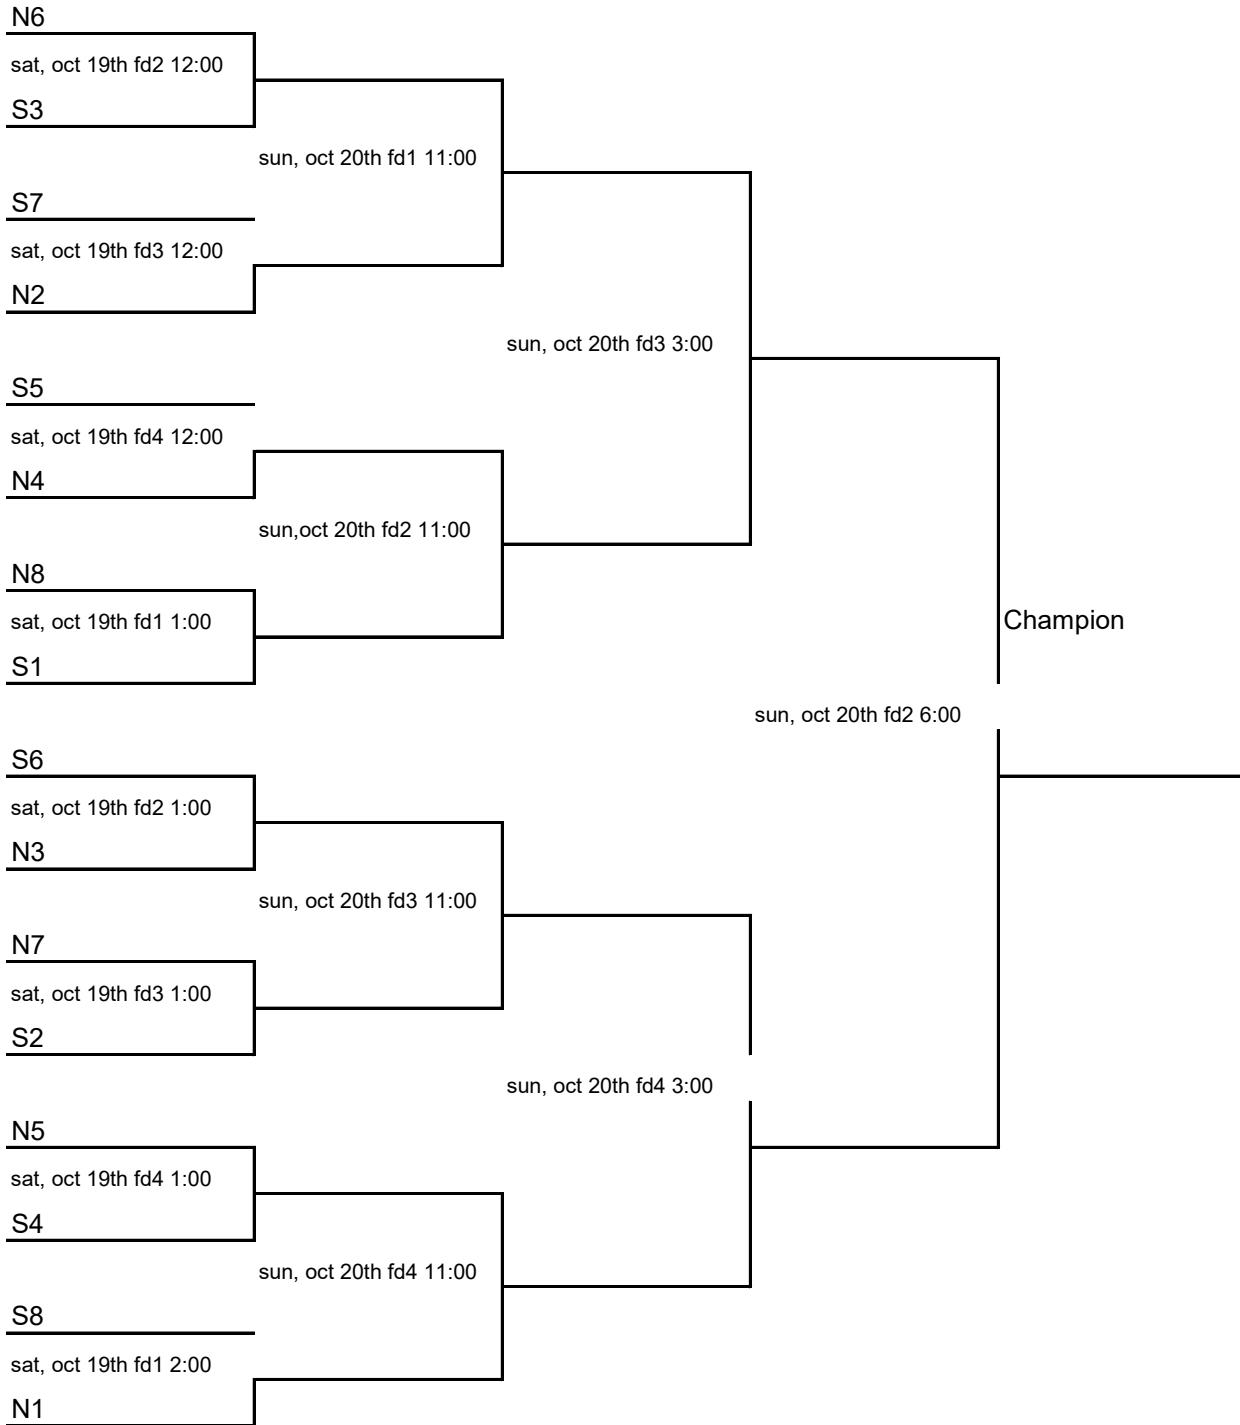 N6
sat, oct 19th fd2 12:00
S3
sun, oct 20th fd1 11:00
S7
sat, oct 19th fd3 12:00
N2
sun, oct 20th fd3 3:00
S5
sat, oct 19th fd4 12:00
N4
sun,oct 20th fd2 11:00
N8
sat, oct 19th fd1 1:00
Champion
S1
sun, oct 20th fd2 6:00
S6
sat, oct 19th fd2 1:00
N3
sun, oct 20th fd3 11:00
N7
sat, oct 19th fd3 1:00
S2
sun, oct 20th fd4 3:00
N5
sat, oct 19th fd4 1:00
S4
sun, oct 20th fd4 11:00
S8
sat, oct 19th fd1 2:00
N1